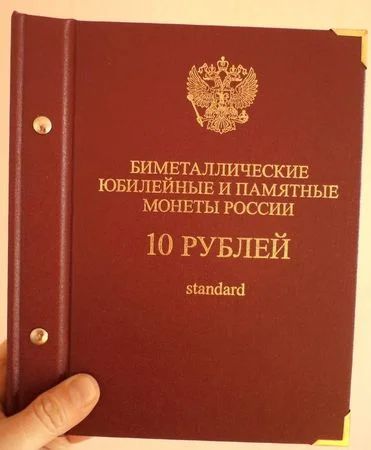 БИМЕТАЛЛИЧЕСКИЕ
ЮБИЛЕЙНЫЕ И ПАМЯТНЫЕ
МОНЕТЫ РОССИИ
10 РУБЛЕЙ
standard